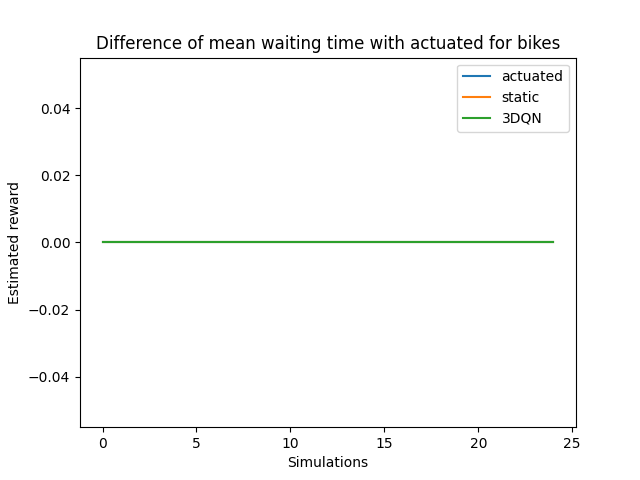 Difference of mean waiting time with actuated for bikes
actuated
static
3DQN
0.04
0.02
0.00
−0.02
−0.04
Estimated reward
0 5 10 15 20 25
Simulations